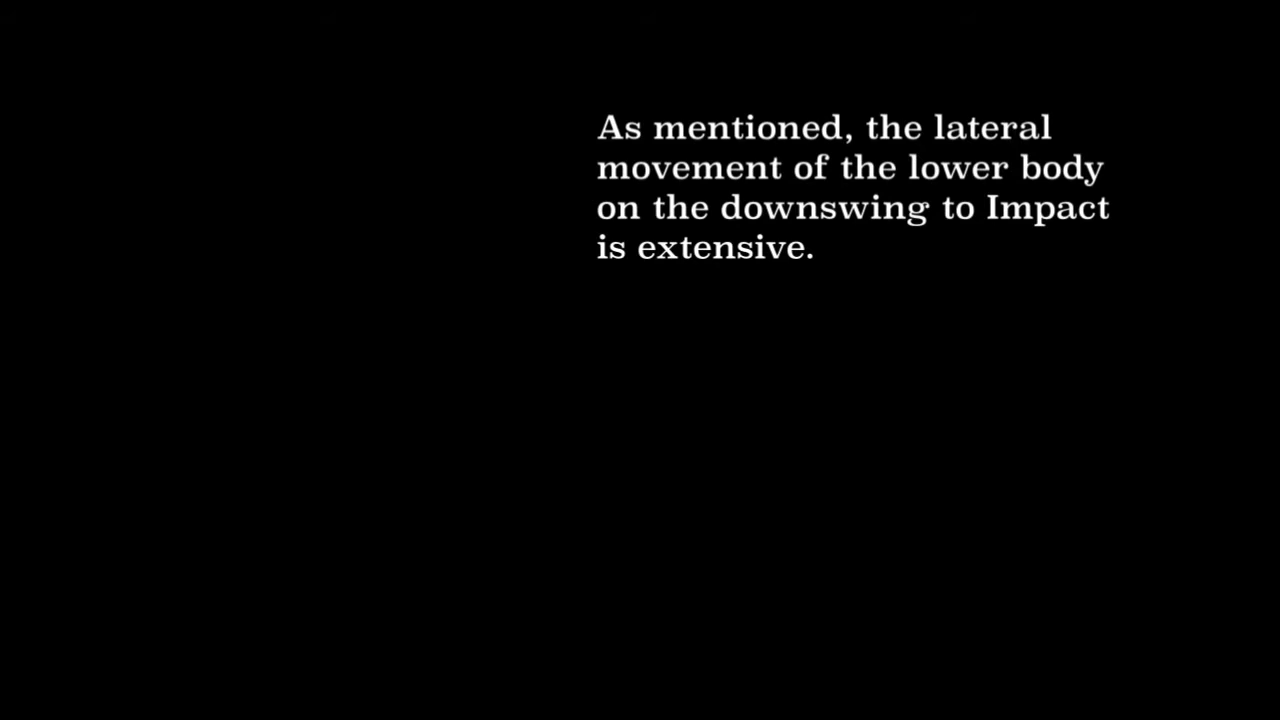 As mentioned, the lateral
movement of the lower body
on the downswing to Impact
is extensive.